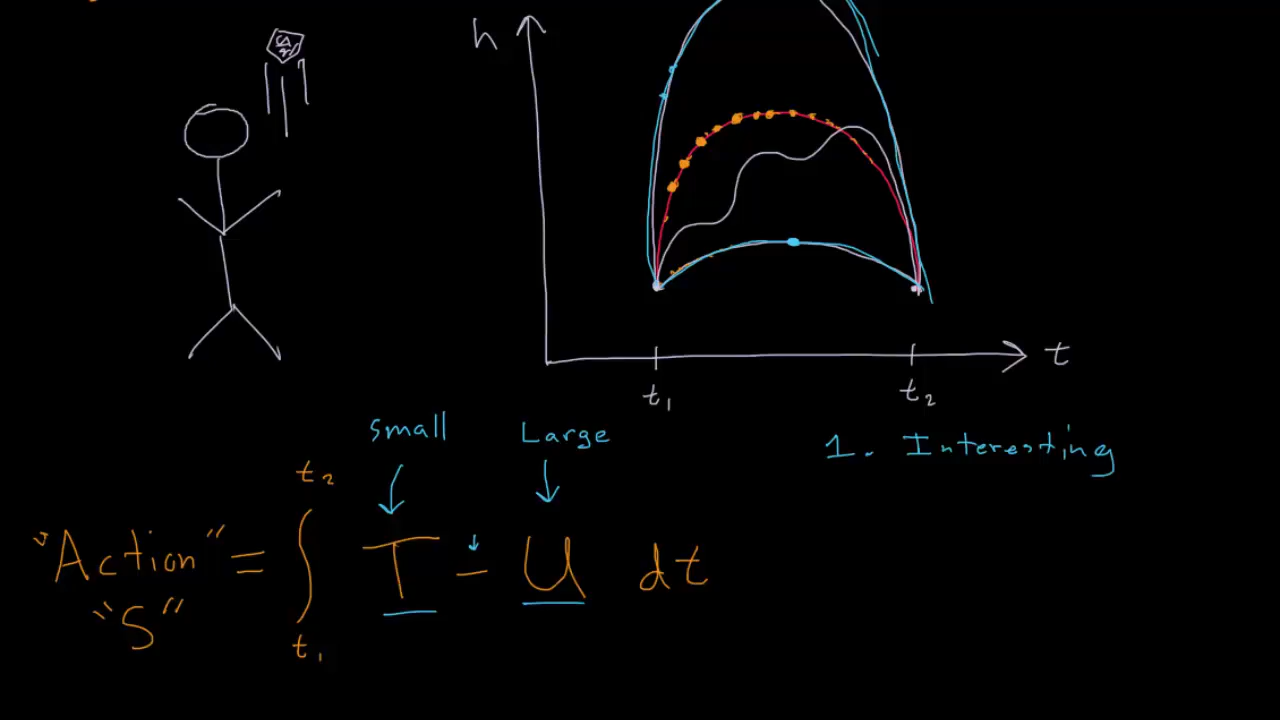 h
t
t₁ t₂
Small Large
1. Interesting
t₂
"Action" = ∫ T - U dt
"S"
t₁